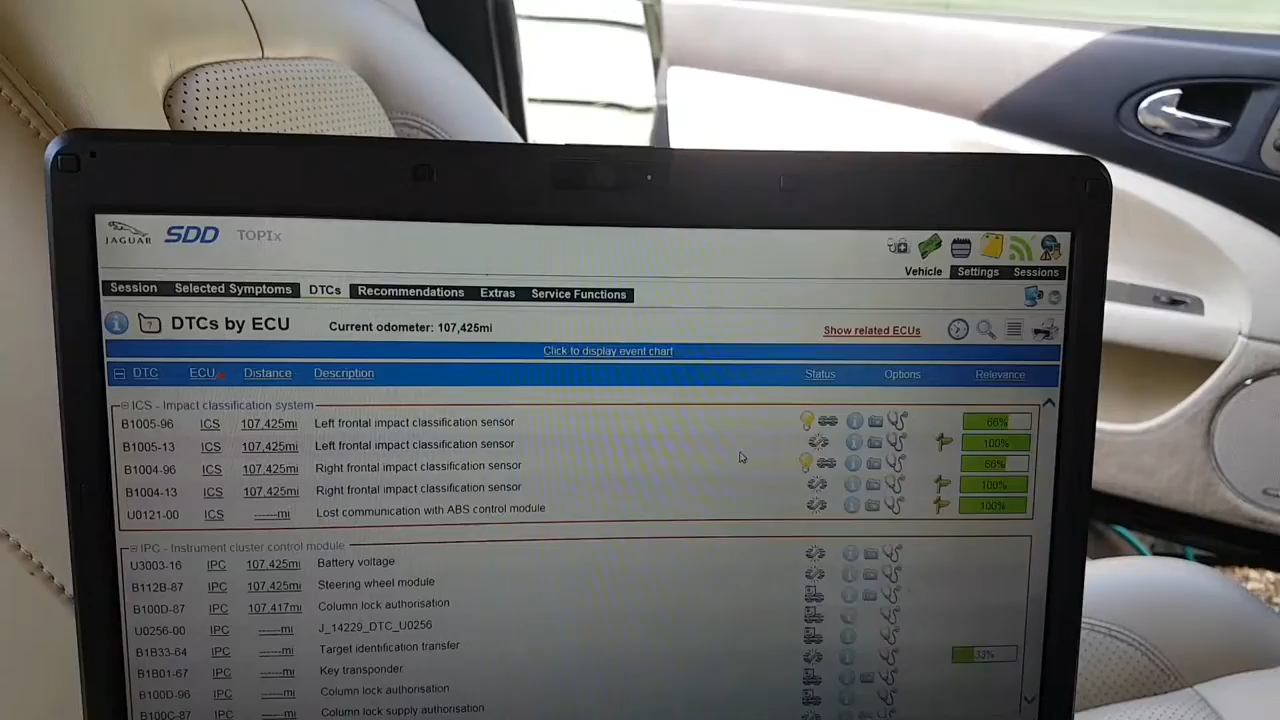 JAGUAR SDD TOPIx
Vehicle Settings Sessions
Session Selected Symptoms DTCs Recommendations Extras Service Functions
DTCs by ECU Current odometer: 107,425mi Show related ECUs
Click to display event chart
DTC ECU Distance Description Status Options Relevance
ICS - Impact classification system
B1005-96 ICS 107,425mi Left frontal impact classification sensor 66%
B1005-13 ICS 107,425mi Left frontal impact classification sensor 100%
B1004-96 ICS 107,425mi Right frontal impact classification sensor 66%
B1004-13 ICS 107,425mi Right frontal impact classification sensor 100%
U0121-00 ICS -----mi Lost communication with ABS control module 100%
IPC - Instrument cluster control module
U3003-16 IPC 107,425mi Battery voltage
B112B-87 IPC 107,425mi Steering wheel module
B100D-87 IPC 107,417mi Column lock authorisation
U0256-00 IPC -----mi J_14229_DTC_U0256
B1B33-64 IPC -----mi Target identification transfer 33%
B1B01-67 IPC -----mi Key transponder
B100D-96 IPC -----mi Column lock authorisation
B100C-87 IPC -----mi Column lock supply authorisation